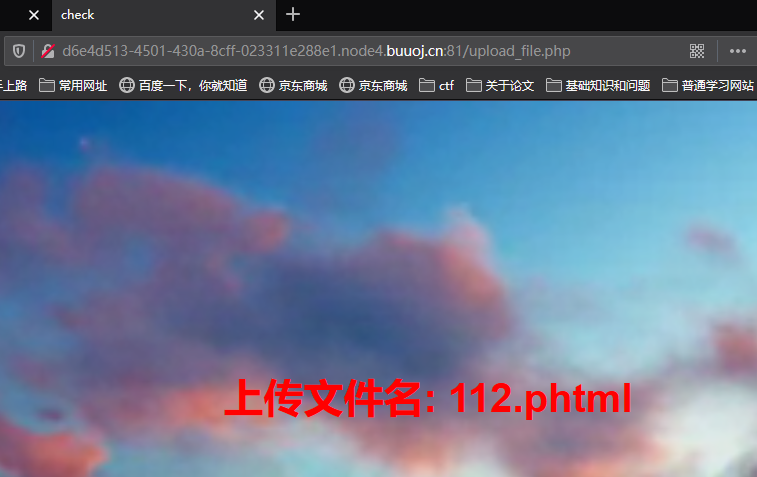 check
d6e4d513-4501-430a-8cff-023311e288e1.node4.buuoj.cn:81/upload_file.php
上路 常用网址 百度一下，你就知道 京东商城 京东商城 ctf 关于论文 基础知识和问题 普通学习网站
上传文件名: 112.phtml